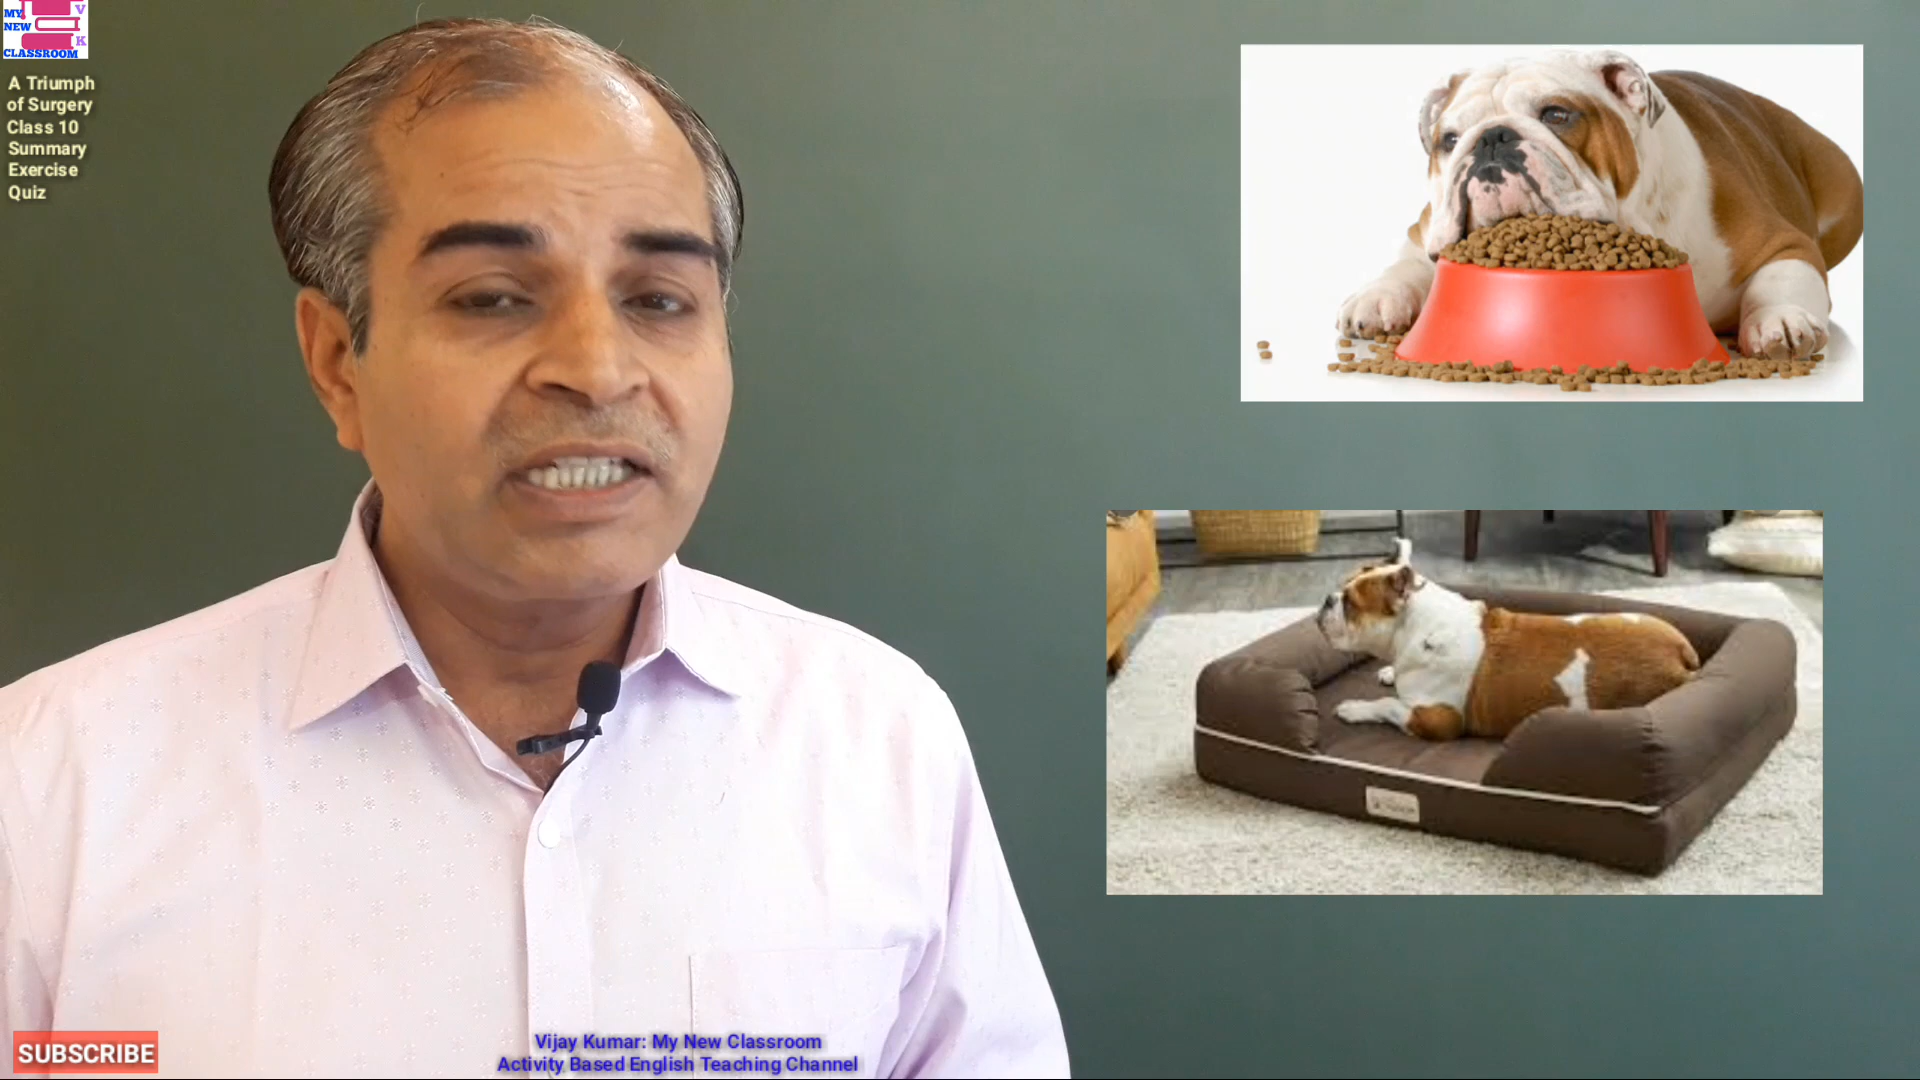 MY V
NEW
K
CLASSROOM
A Triumph
of Surgery
Class 10
Summary
Exercise
Quiz
SUBSCRIBE
Vijay Kumar: My New Classroom
Activity Based English Teaching Channel